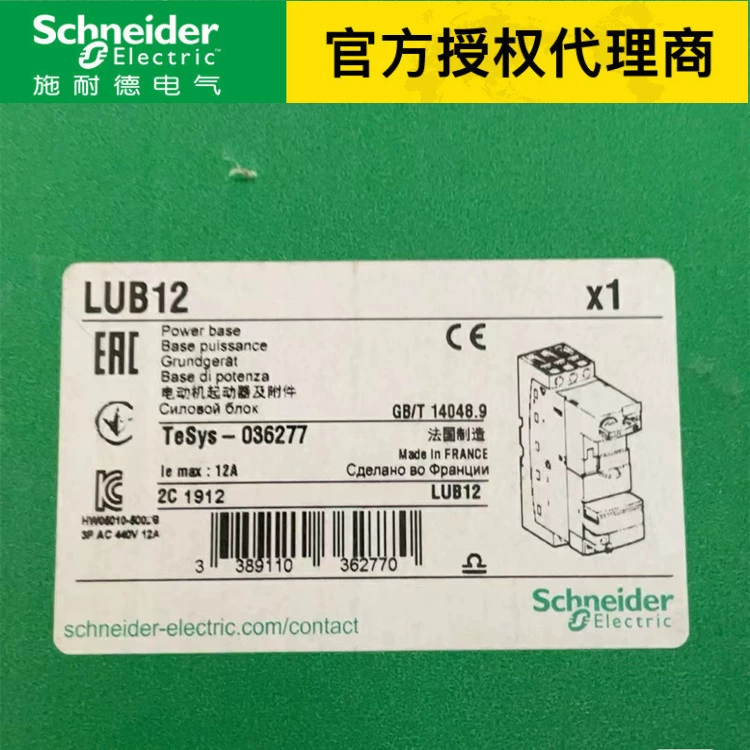 Schneider
Electric
施耐德电气
官方授权代理商
LUB12
x1
EAC
CE
Power base
Base puissance
Grundgerät
Base di potenza
电动机起动器及附件
Силовой блок
GB/T 14048.9
TeSys - 036277
法国制造
Made in FRANCE
Ie max : 12A
Сделано во Франции
2C 1912
LUB12
3P AC 440V 12A
3 389110 362770
Schneider
Electric
schneider-electric.com/contact